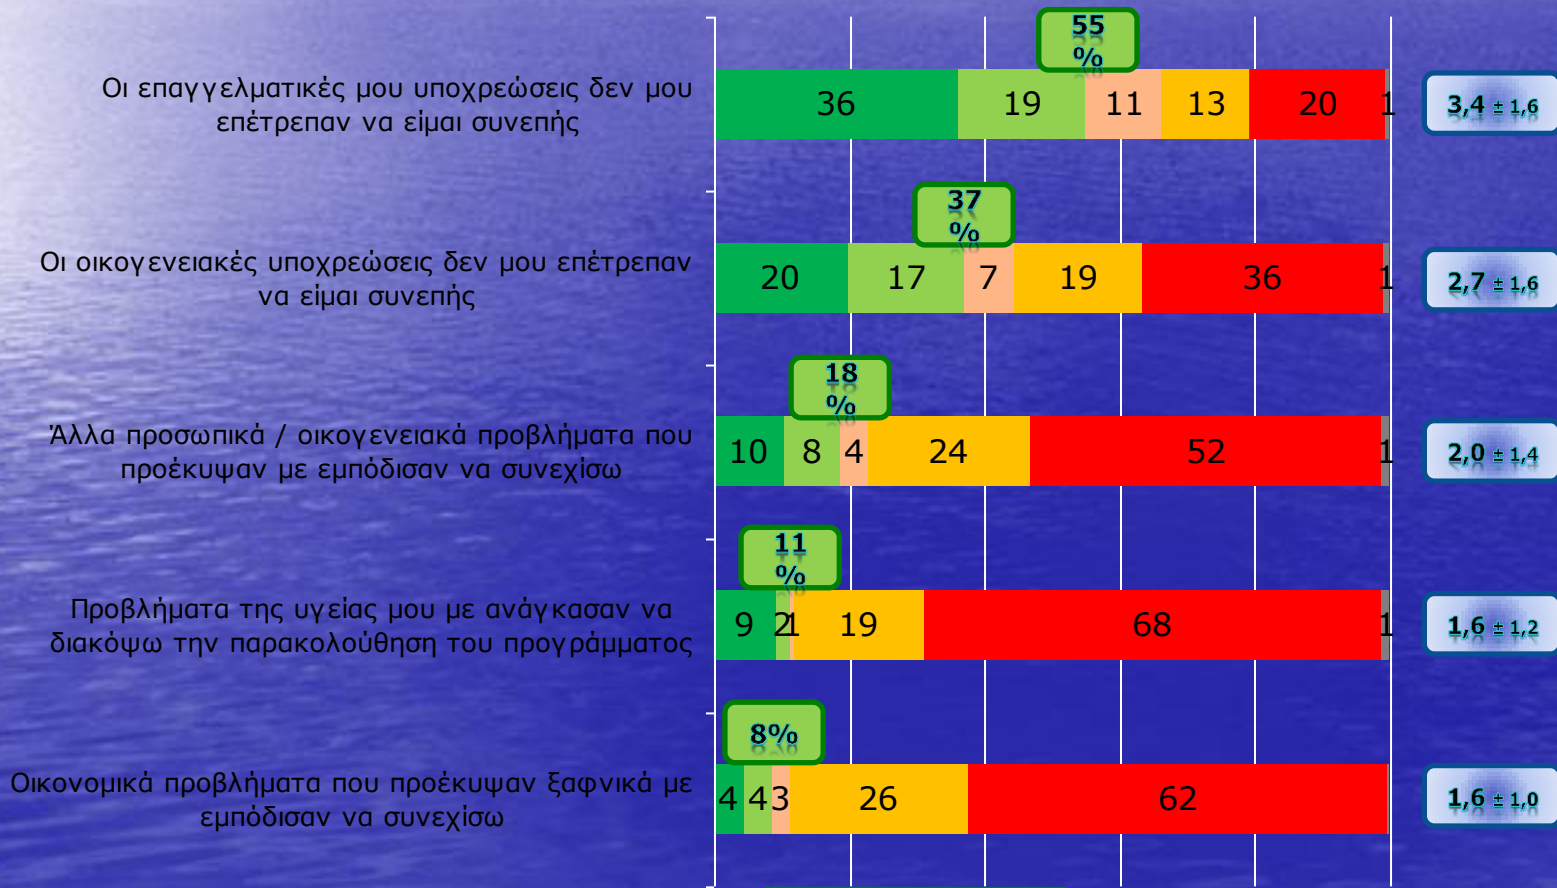 55
%
Οι επαγγελματικές μου υποχρεώσεις δεν μου
επέτρεπαν να είμαι συνεπής
36 19 11 13 20 1
3,4 ± 1,6
37
%
Οι οικογενειακές υποχρεώσεις δεν μου επέτρεπαν
να είμαι συνεπής
20 17 7 19 36 1
2,7 ± 1,6
18
%
Άλλα προσωπικά / οικογενειακά προβλήματα που
προέκυψαν με εμπόδισαν να συνεχίσω
10 8 4 24 52 1
2,0 ± 1,4
11
%
Προβλήματα της υγείας μου με ανάγκασαν να
διακόψω την παρακολούθηση του προγράμματος
9 2 1 19 68 1
1,6 ± 1,2
8%
Οικονομικά προβλήματα που προέκυψαν ξαφνικά με
εμπόδισαν να συνεχίσω
4 4 3 26 62
1,6 ± 1,0